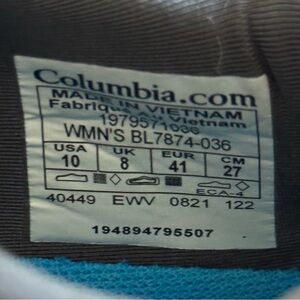 Columbia.com
MADE IN VIETNAM
Fabriqué au Vietnam
1979571036
WMN'S BL7874-036
USA UK EUR CM
10 8 41 27
ECA-4
40449 EWV 0821 122
194894795507